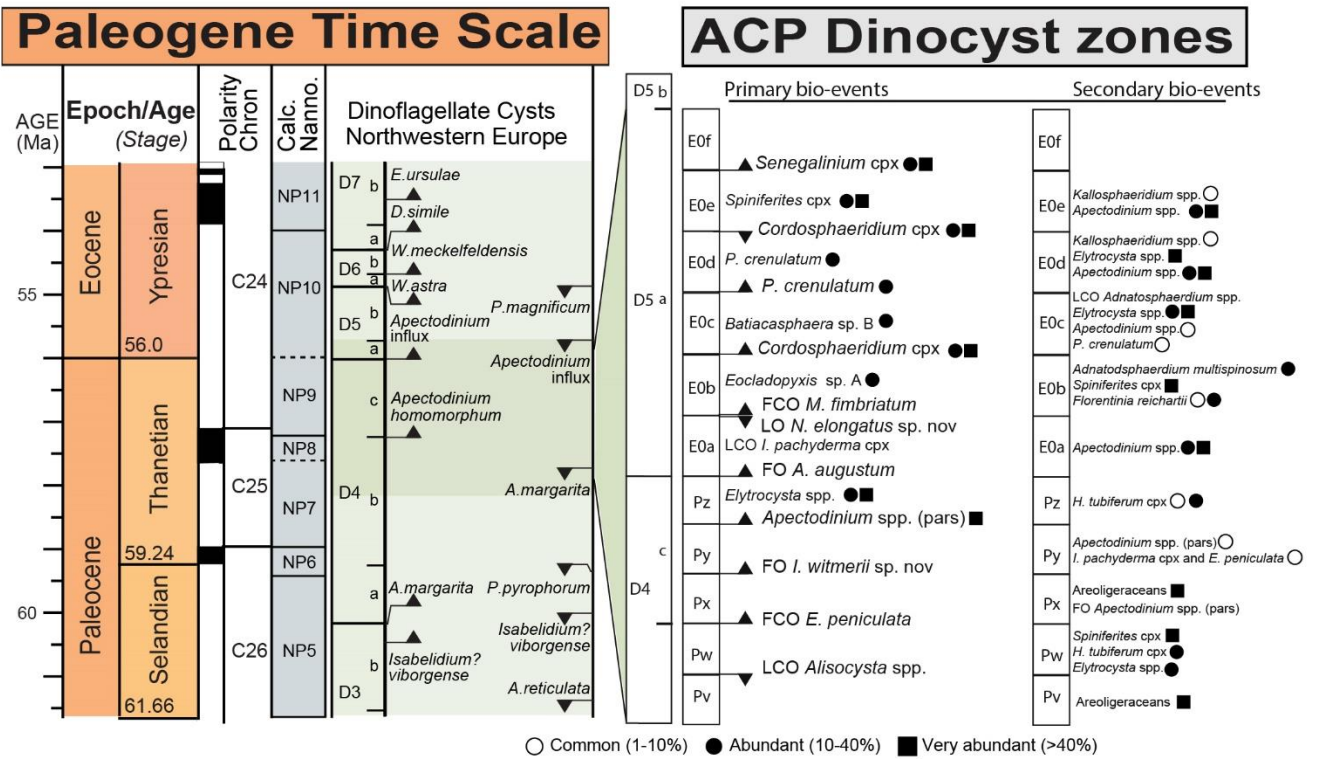 Paleogene Time Scale
ACP Dinocyst zones
AGE
(Ma)
Epoch/Age
(Stage)
Polarity
Chron
Calc.
Nanno.
Dinoflagellate Cysts
Northwestern Europe
55
60
Eocene
Paleocene
Ypresian
56.0
Thanetian
59.24
Selandian
61.66
C24
C25
C26
NP11
NP10
NP9
NP8
NP7
NP6
NP5
D7
b
a
D6
b
a
D5
b
a
D4
c
b
a
D3
b
E.ursulae
D.simile
W.meckelfeldensis
W.astra
P.magnificum
Apectodinium
influx
Apectodinium
influx
Apectodinium
homomorphum
A.margarita
A.margarita
P.pyrophorum
Isabelidium?
viborgense
Isabelidium?
viborgense
A.reticulata
D5 b
D5 a
c
D4
Primary bio-events
E0f
Senegalinium cpx
E0e
Spiniferites cpx
Cordosphaeridium cpx
E0d
P. crenulatum
P. crenulatum
E0c
Batiacasphaera sp. B
Cordosphaeridium cpx
E0b
Eocladopyxis sp. A
FCO M. fimbriatum
LO N. elongatus sp. nov
E0a
LCO I. pachyderma cpx
FO A. augustum
Pz
Elytrocysta spp.
Apectodinium spp. (pars)
Py
FO I. witmerii sp. nov
Px
FCO E. peniculata
Pw
LCO Alisocysta spp.
Pv
Secondary bio-events
E0f
E0e
Kallosphaeridium spp.
Apectodinium spp.
E0d
Kallosphaeridium spp.
Elytrocysta spp.
Apectodinium spp.
E0c
LCO Adnatosphaerdium spp.
Elytrocysta spp.
Apectodinium spp.
P. crenulatum
E0b
Adnatodsphaerdium multispinosum
Spiniferites cpx
Florentinia reichartii
E0a
Apectodinium spp.
Pz
H. tubiferum cpx
Py
Apectodinium spp. (pars)
I. pachyderma cpx and E. peniculata
Px
Areoligeraceans
FO Apectodinium spp. (pars)
Pw
Spiniferites cpx
H. tubiferum cpx
Elytrocysta spp.
Pv
Areoligeraceans
Common (1-10%)
Abundant (10-40%)
Very abundant (>40%)